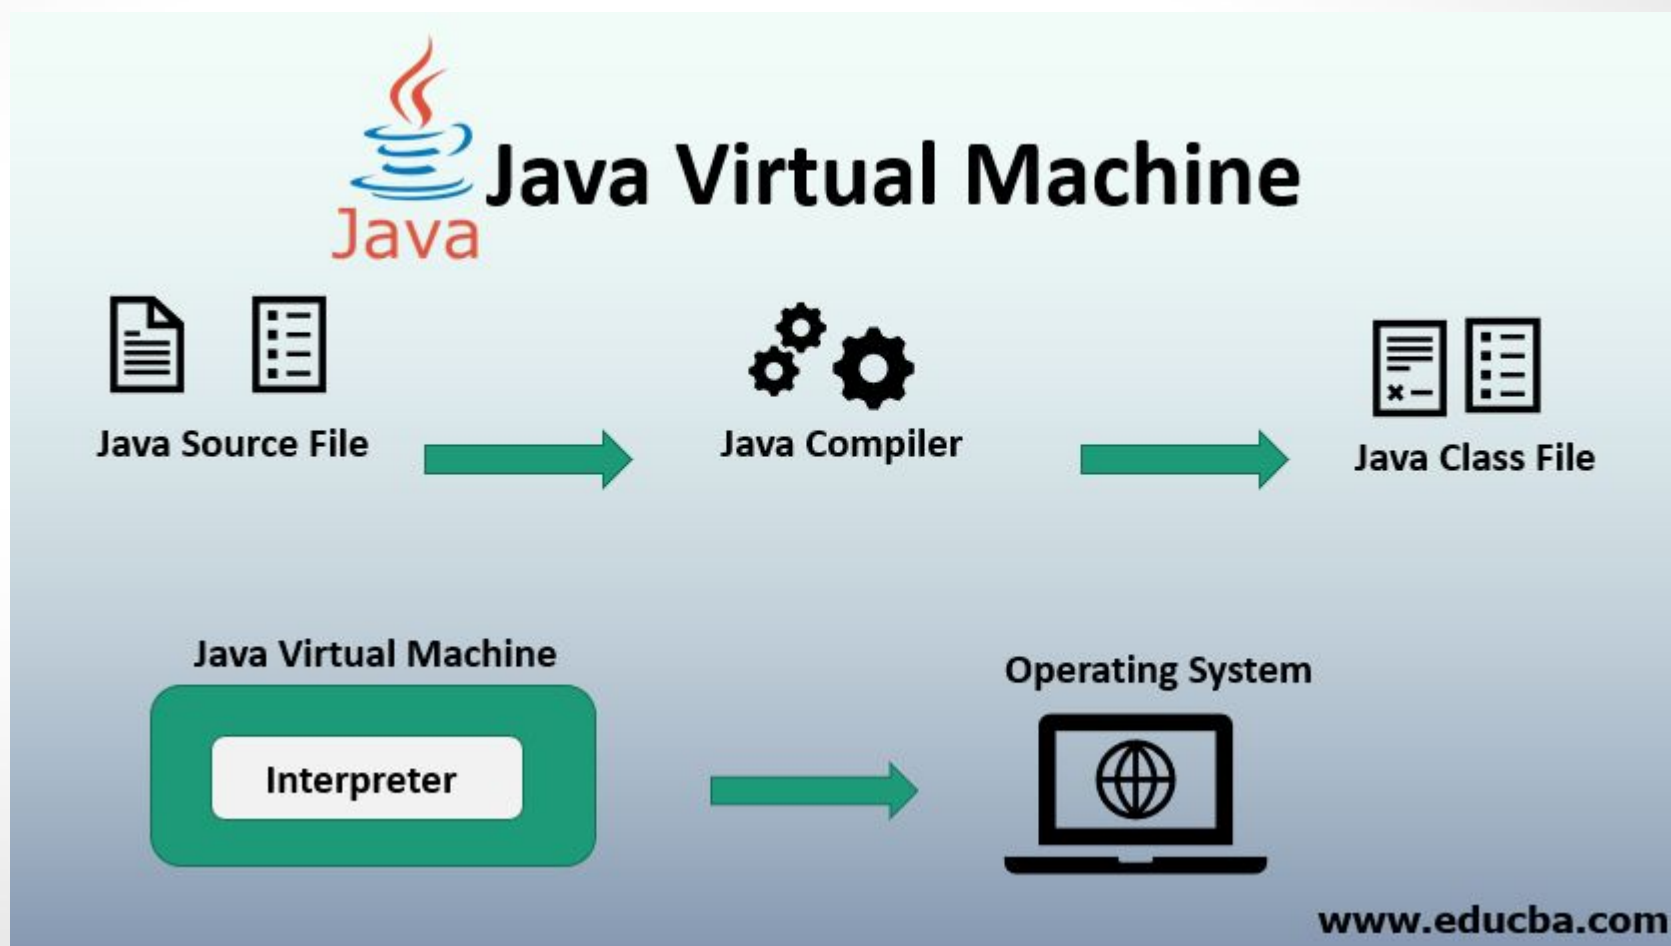 Java Virtual Machine
Java
Java Source File
Java Compiler
Java Class File
Java Virtual Machine
Interpreter
Operating System
www.educba.com